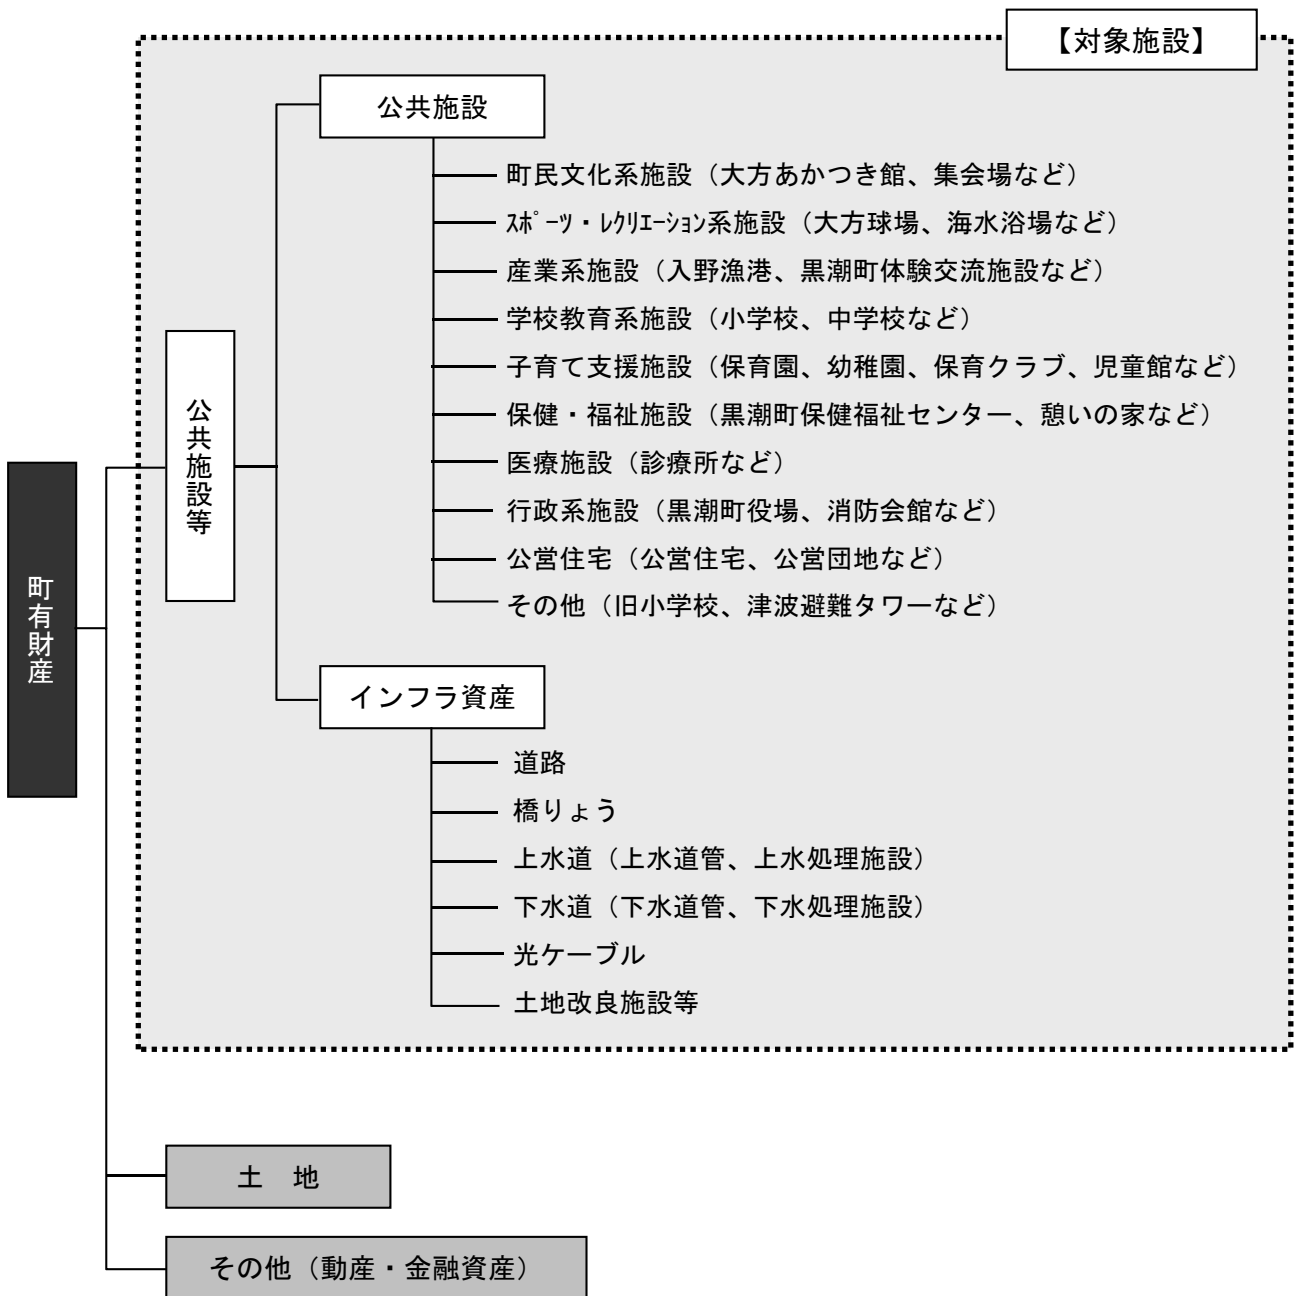 【対象施設】
公共施設
町民文化系施設（大方あかつき館、集会場など）
ｽﾎﾟｰﾂ・ﾚｸﾘｴｰｼｮﾝ系施設（大方球場、海水浴場など）
産業系施設（入野漁港、黒潮町体験交流施設など）
学校教育系施設（小学校、中学校など）
子育て支援施設（保育園、幼稚園、保育クラブ、児童館など）
保健・福祉施設（黒潮町保健福祉センター、憩いの家など）
医療施設（診療所など）
行政系施設（黒潮町役場、消防会館など）
公営住宅（公営住宅、公営団地など）
その他（旧小学校、津波避難タワーなど）
公共施設等
町有財産
インフラ資産
道路
橋りょう
上水道（上水道管、上水処理施設）
下水道（下水道管、下水処理施設）
光ケーブル
土地改良施設等
土　地
その他（動産・金融資産）